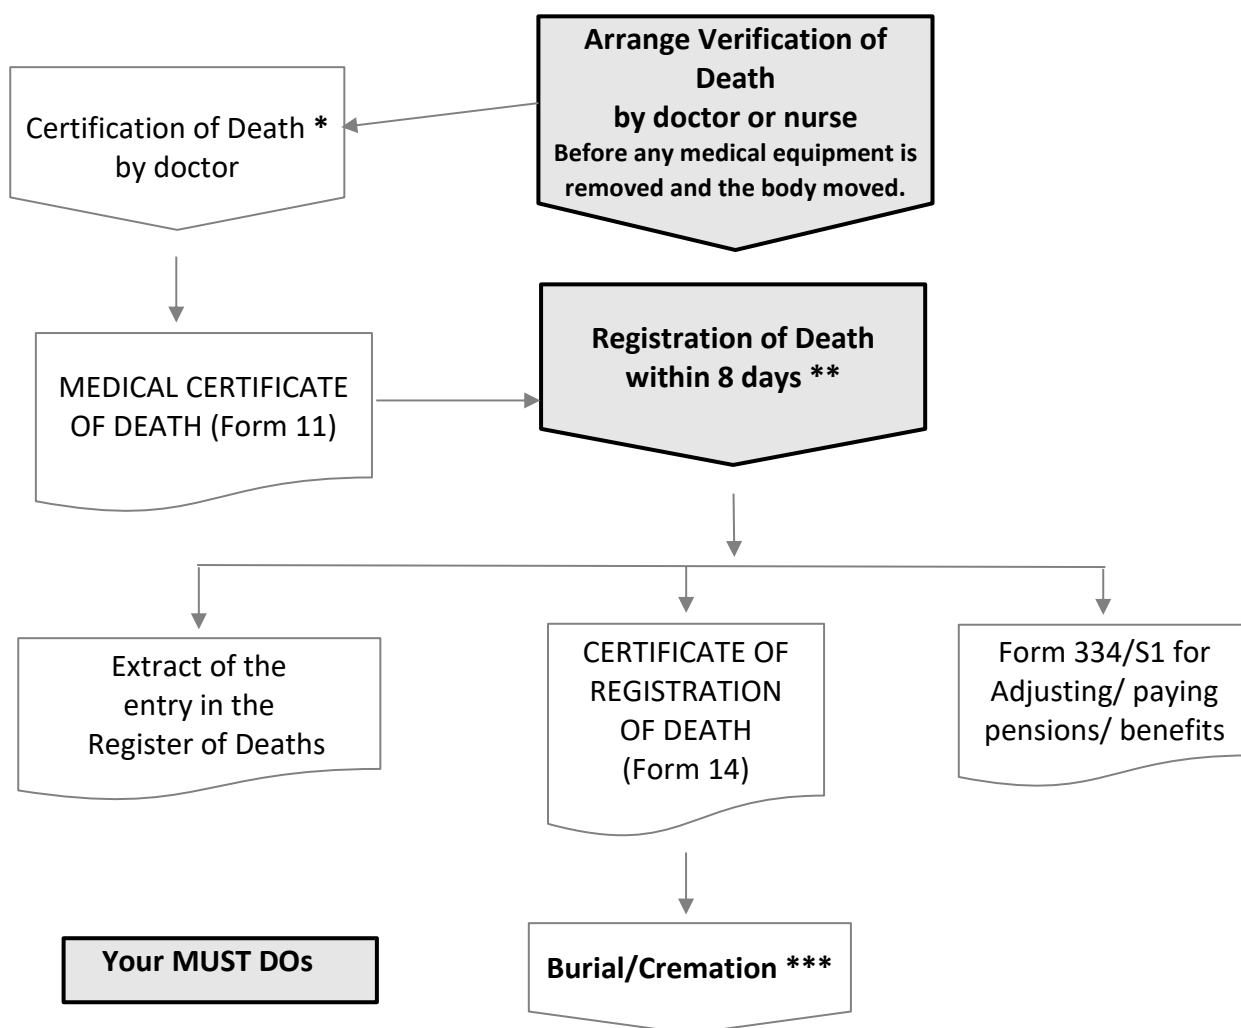 Arrange Verification of
Death
by doctor or nurse
Before any medical equipment is
removed and the body moved.
Certification of Death *
by doctor
Registration of Death
within 8 days **
MEDICAL CERTIFICATE
OF DEATH (Form 11)
Extract of the
entry in the
Register of Deaths
CERTIFICATE OF
REGISTRATION
OF DEATH
(Form 14)
Form 334/S1 for
Adjusting/ paying
pensions/ benefits
Your MUST DOs
Burial/Cremation ***